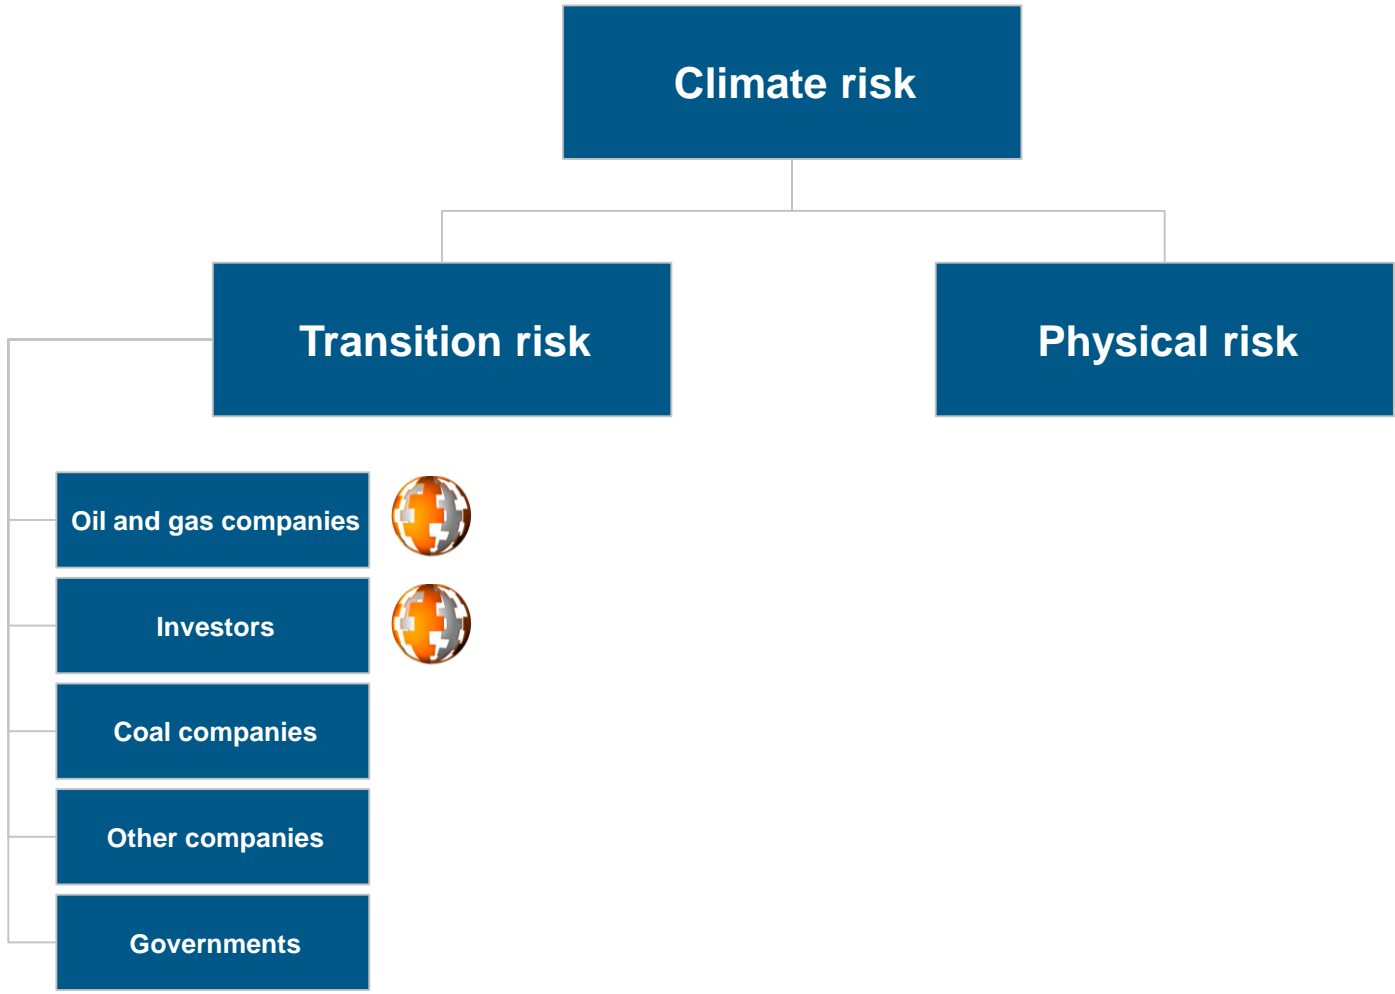 Climate risk
Transition risk
Physical risk
Oil and gas companies
Investors
Coal companies
Other companies
Governments